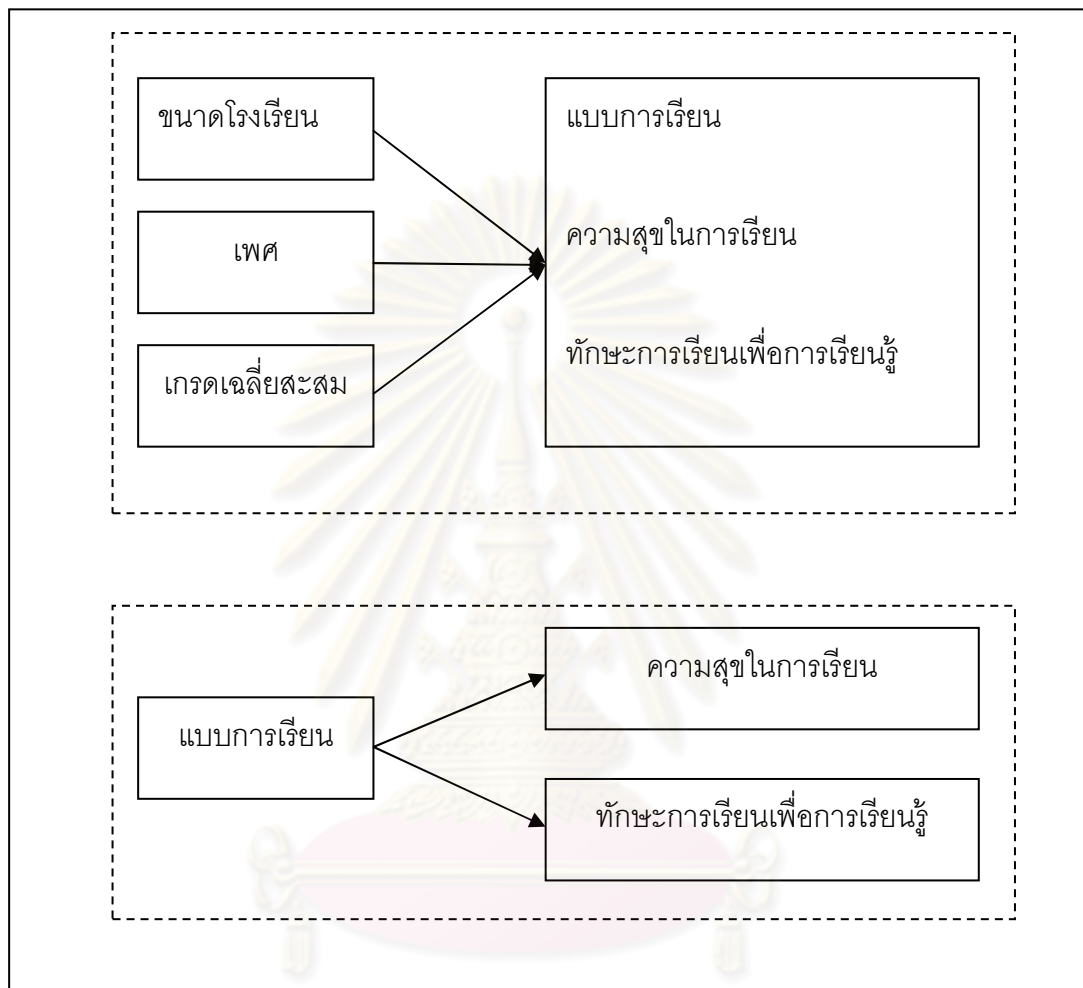 ขนาดโรงเรียน
เพศ
เกรดเฉลี่ยสะสม
แบบการเรียน
ความสุขในการเรียน
ทักษะการเรียนเพื่อการเรียนรู้
แบบการเรียน
ความสุขในการเรียน
ทักษะการเรียนเพื่อการเรียนรู้